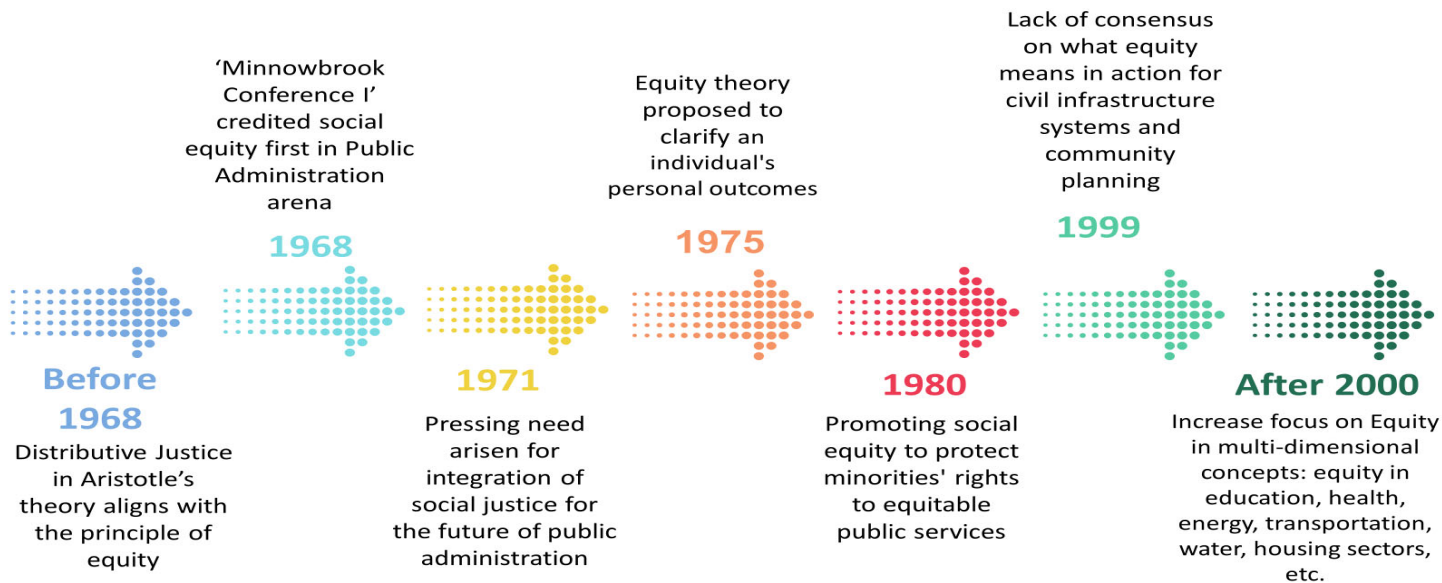 Before
1968
Distributive Justice
in Aristotle’s
theory aligns with
the principle of
equity
‘Minnowbrook
Conference I’
credited social
equity first in Public
Administration
arena
1968
1971
Pressing need
arisen for
integration of
social justice for
the future of public
administration
Equity theory
proposed to
clarify an
individual's
personal outcomes
1975
1980
Promoting social
equity to protect
minorities' rights
to equitable
public services
Lack of consensus
on what equity
means in action for
civil infrastructure
systems and
community
planning
1999
After 2000
Increase focus on Equity
in multi-dimensional
concepts: equity in
education, health,
energy, transportation,
water, housing sectors,
etc.